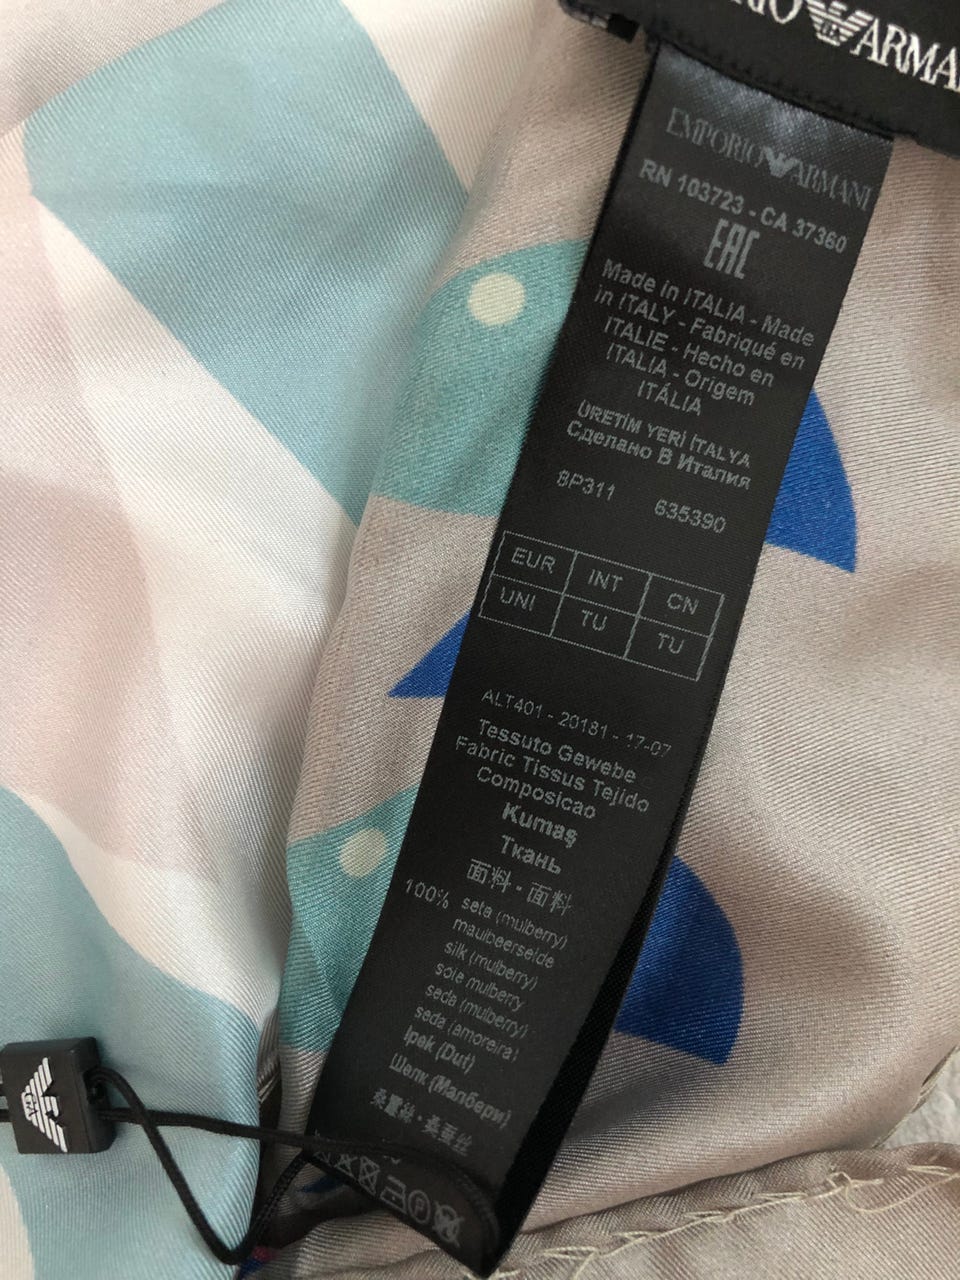 ARMA
EMPORIO ARMANI
RN 103723 - CA 37360
EAC
Made in ITALIA - Made
in ITALY - Fabriqué en
ITALIE - Hecho en
ITALIA - Origem
ITÁLIA
ÜRETİM YERİ İTALYA
Сделано В Италия
8P311 635390
EUR INT CN
UNI TU TU
ALT401 - 20181 - 17-07
Tessuto Gewebe
Fabric Tissus Tejido
Composicao
Kumaş
Ткань
面料 - 面料
100% seta (mulberry)
maulbeerseide
silk (mulberry)
soie mulberry
seda (mulberry)
seda (amoreira)
Ipek (Dut)
Шелк (Малбери)